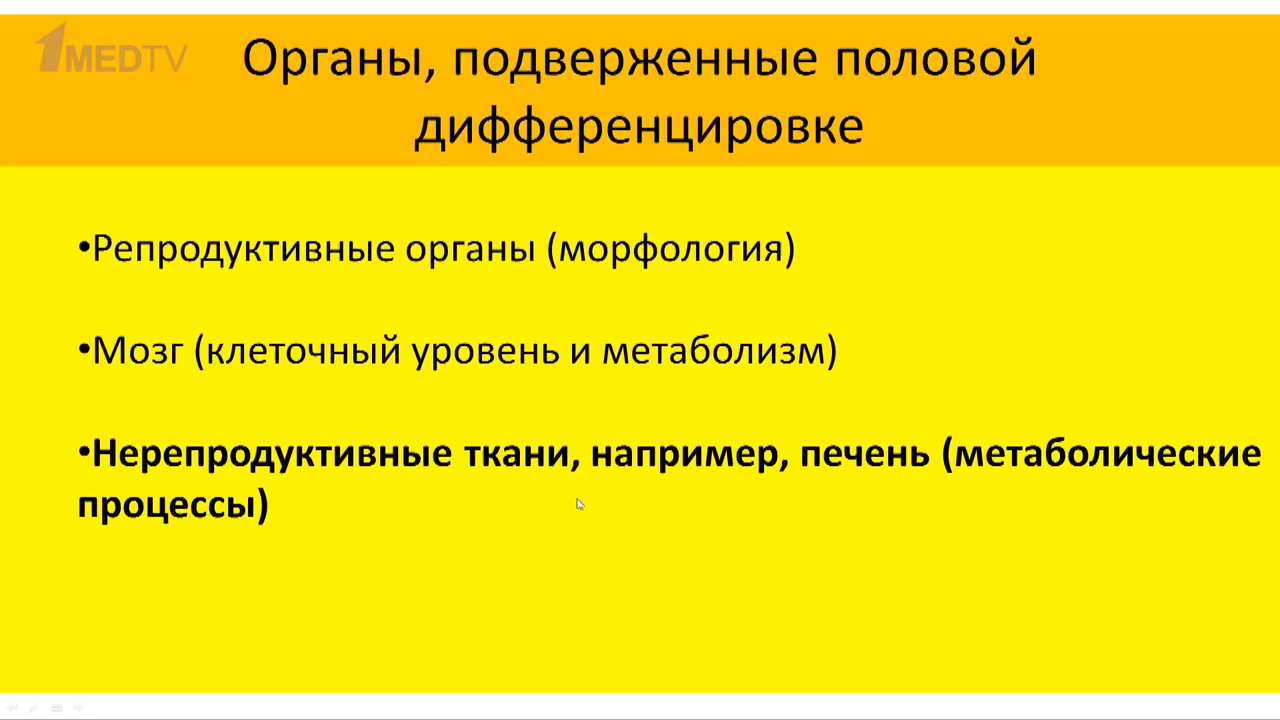 1MEDTV
Органы, подверженные половой
дифференцировке
•Репродуктивные органы (морфология)
•Мозг (клеточный уровень и метаболизм)
•Нерепродуктивные ткани, например, печень (метаболические
процессы)